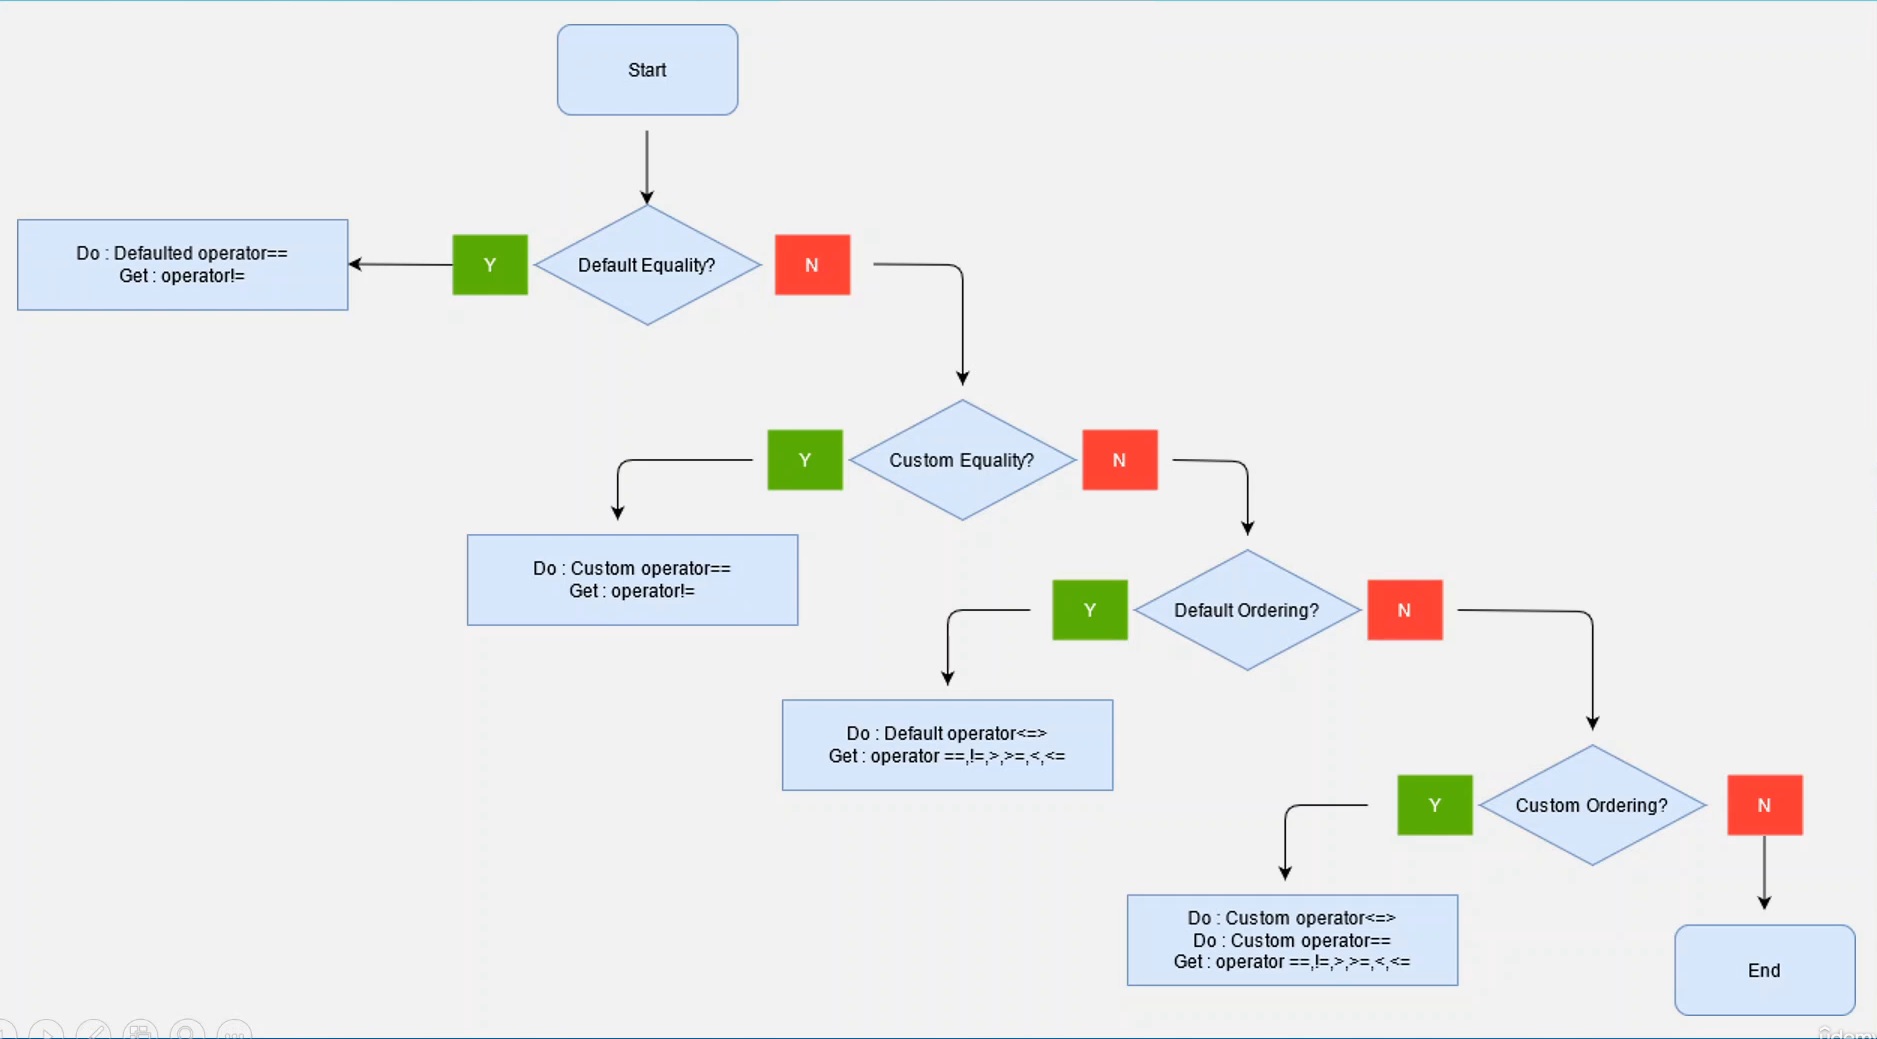 Start
Do : Defaulted operator==
Get : operator!=
Y
Default Equality?
N
Y
Custom Equality?
N
Do : Custom operator==
Get : operator!=
Y
Default Ordering?
N
Do : Default operator<=>
Get : operator ==,!=,>,>=,<,<=
Y
Custom Ordering?
N
Do : Custom operator<=>
Do : Custom operator==
Get : operator ==,!=,>,>=,<,<=
End